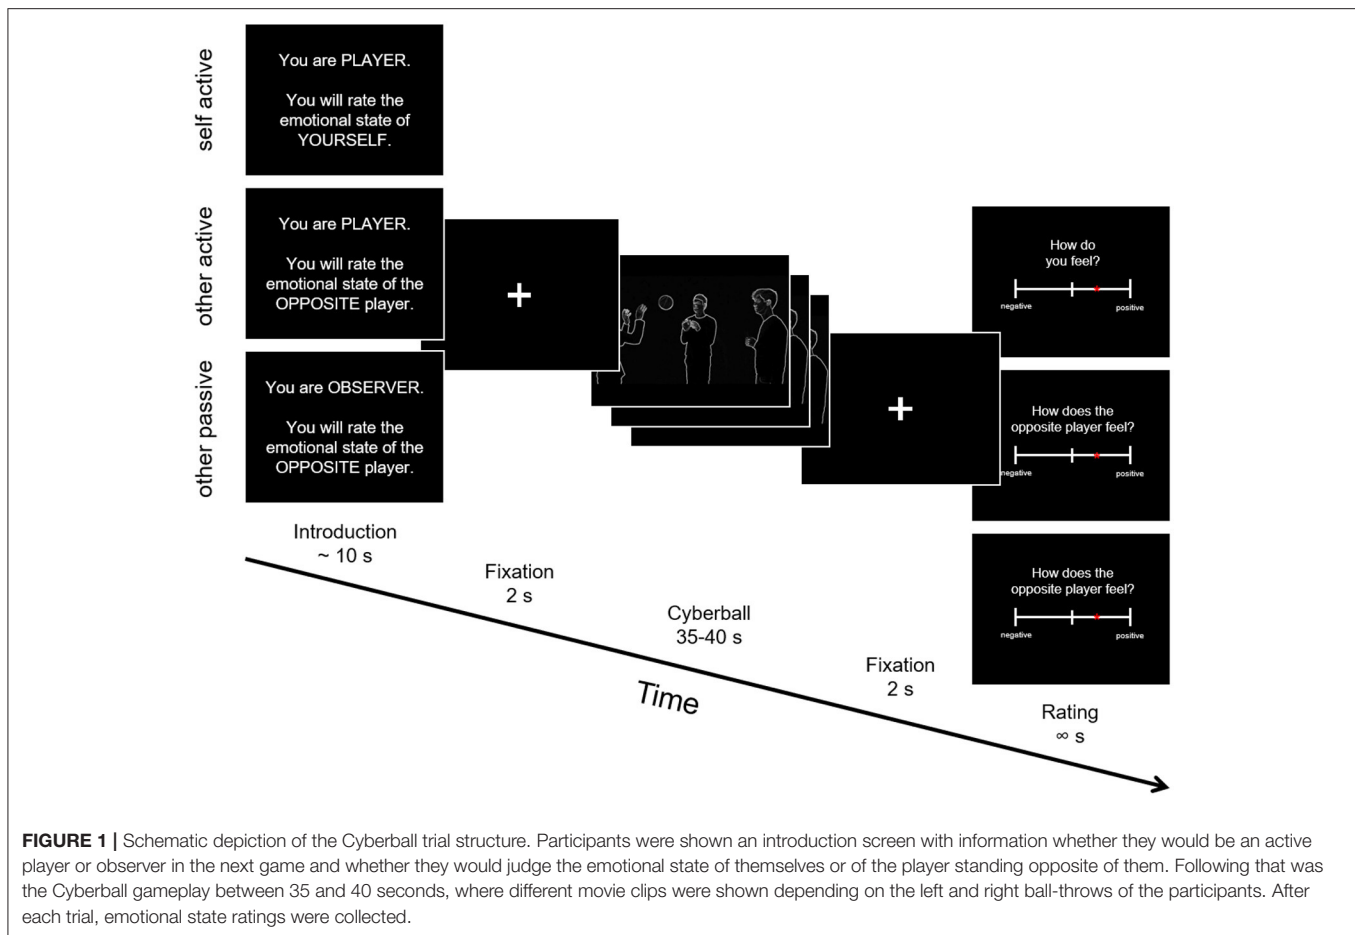 self active
You are PLAYER.
You will rate the
emotional state of
YOURSELF.
other active
You are PLAYER.
You will rate the
emotional state of the
OPPOSITE player.
other passive
You are OBSERVER.
You will rate the
emotional state of the
OPPOSITE player.
How do
you feel?
negative
positive
How does the
opposite player feel?
negative
positive
How does the
opposite player feel?
negative
positive
Introduction
~ 10 s
Fixation
2 s
Cyberball
35-40 s
Fixation
2 s
Rating
∞ s
Time
FIGURE 1 | Schematic depiction of the Cyberball trial structure. Participants were shown an introduction screen with information whether they would be an active
player or observer in the next game and whether they would judge the emotional state of themselves or of the player standing opposite of them. Following that was
the Cyberball gameplay between 35 and 40 seconds, where different movie clips were shown depending on the left and right ball-throws of the participants. After
each trial, emotional state ratings were collected.